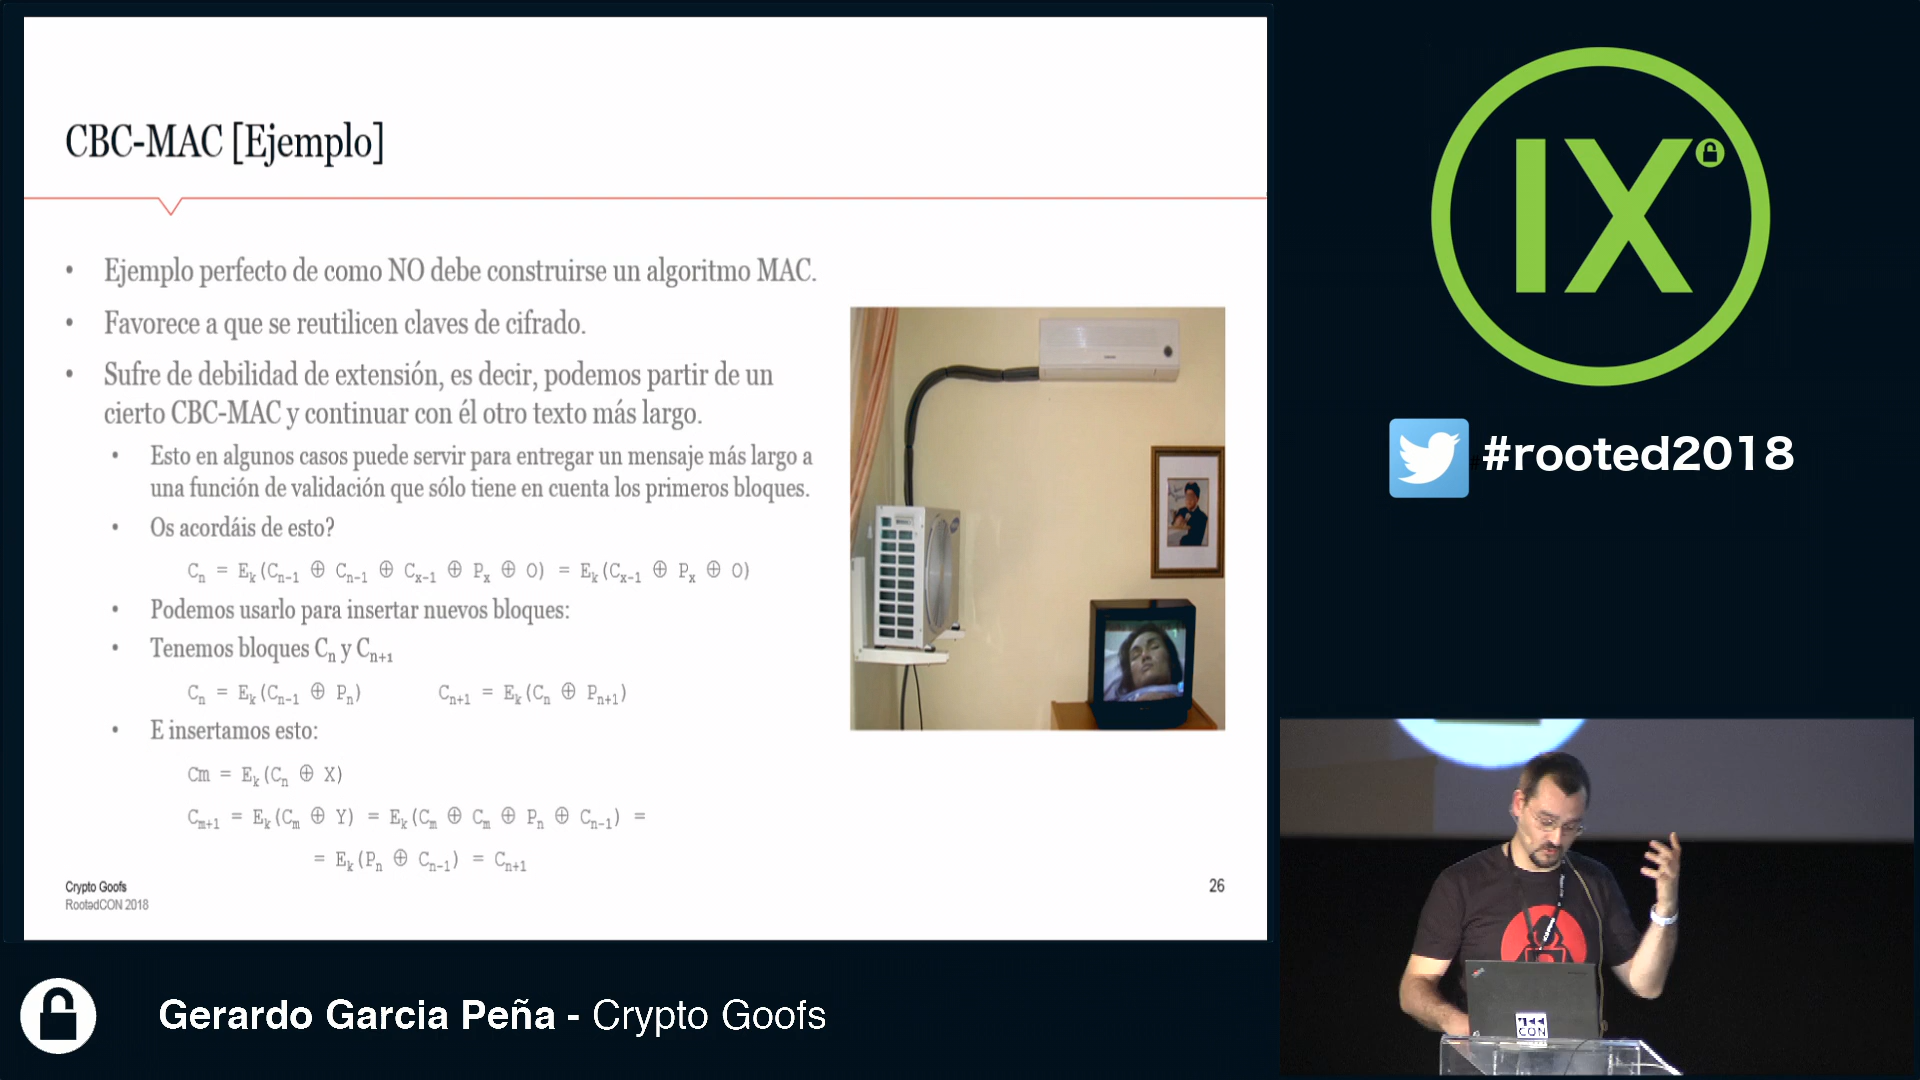 CBC-MAC [Ejemplo]
• Ejemplo perfecto de como NO debe construirse un algoritmo MAC.
• Favorece a que se reutilicen claves de cifrado.
• Sufre de debilidad de extensión, es decir, podemos partir de un
cierto CBC-MAC y continuar con él otro texto más largo.
• Esto en algunos casos puede servir para entregar un mensaje más largo a
una función de validación que sólo tiene en cuenta los primeros bloques.
• Os acordáis de esto?
Cₙ = Eₖ(Cₙ₋₁ ⊕ Cₙ₋₁ ⊕ Cₓ₋₁ ⊕ Pₓ ⊕ O) = Eₖ(Cₓ₋₁ ⊕ Pₓ ⊕ O)
• Podemos usarlo para insertar nuevos bloques:
• Tenemos bloques Cₙ y Cₙ₊₁
Cₙ = Eₖ(Cₙ₋₁ ⊕ Pₙ) Cₙ₊₁ = Eₖ(Cₙ ⊕ Pₙ₊₁)
• E insertamos esto:
Cm = Eₖ(Cₙ ⊕ X)
Cₘ₊₁ = Eₖ(Cₘ ⊕ Y) = Eₖ(Cₘ ⊕ Cₘ ⊕ Pₙ ⊕ Cₙ₋₁) =
= Eₖ(Pₙ ⊕ Cₙ₋₁) = Cₙ₊₁
Crypto Goofs
RootedCON 2018
26
IX
#rooted2018
CON
Gerardo Garcia Peña - Crypto Goofs